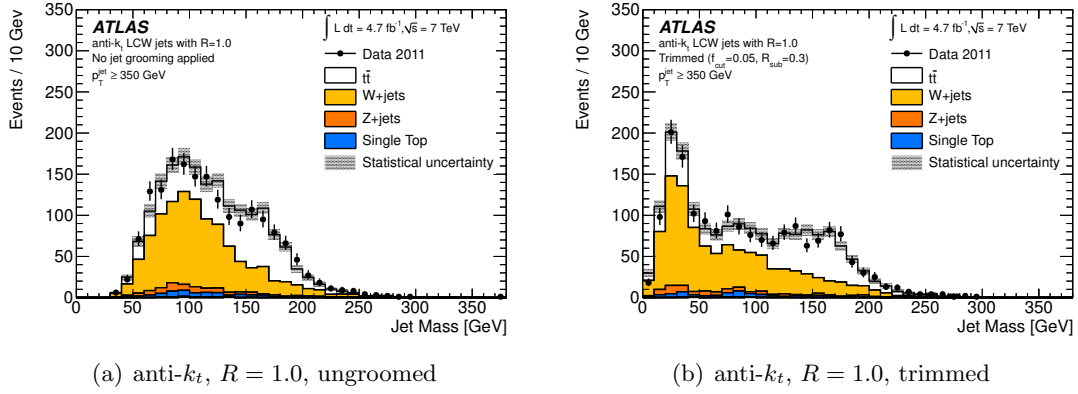 Events / 10 GeV
350
300
250
200
150
100
50
0
ATLAS
anti-kₜ LCW jets with R=1.0
No jet grooming applied
p_T^jet ≥ 350 GeV
∫ L dt = 4.7 fb⁻¹,√s = 7 TeV
Data 2011
tt̄
W+jets
Z+jets
Single Top
Statistical uncertainty
0 50 100 150 200 250 300 350
Jet Mass [GeV]
(a) anti-kₜ, R = 1.0, ungroomed
Events / 10 GeV
350
300
250
200
150
100
50
0
ATLAS
anti-kₜ LCW jets with R=1.0
Trimmed (f_cut=0.05, R_sub=0.3)
p_T^jet ≥ 350 GeV
∫ L dt = 4.7 fb⁻¹,√s = 7 TeV
Data 2011
tt̄
W+jets
Z+jets
Single Top
Statistical uncertainty
0 50 100 150 200 250 300 350
Jet Mass [GeV]
(b) anti-kₜ, R = 1.0, trimmed